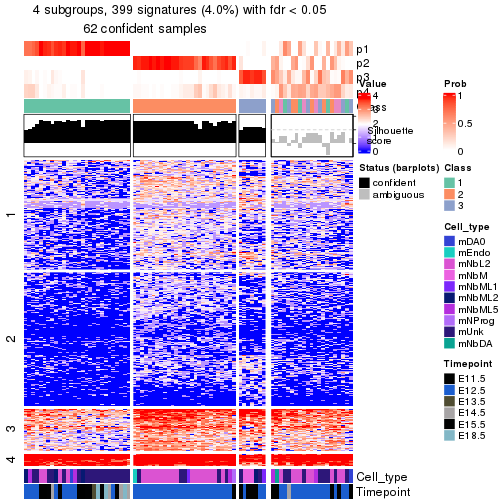 4 subgroups, 399 signatures (4.0%) with fdr < 0.05
62 confident samples
p1
p2
p3
p4
Class
Silhouette
score
1
2
3
4
Cell_type
Timepoint
Value
4
2
0
Prob
1
0.5
0
Status (barplots)
confident
ambiguous
Class
1
2
3
Cell_type
mDA0
mEndo
mNbL2
mNbM
mNbML1
mNbML2
mNbML5
mNProg
mUnk
mNbDA
Timepoint
E11.5
E12.5
E13.5
E14.5
E15.5
E18.5